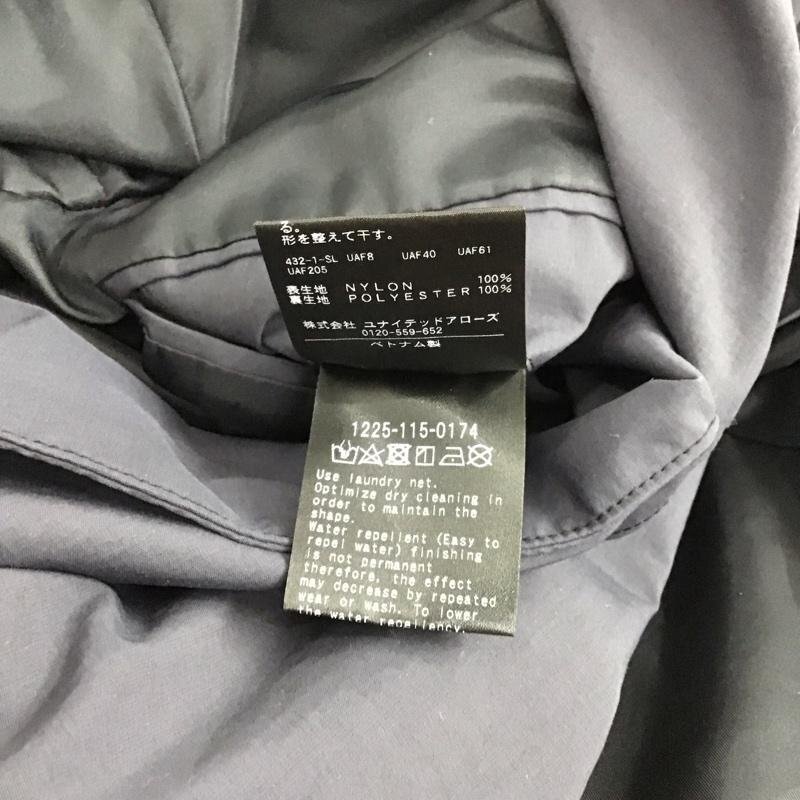 る。
形を整えて干す。
432-1-SL UAF8 UAF40 UAF61
UAF205
表生地 NYLON 100%
裏生地 POLYESTER 100%
株式会社 ユナイテッドアローズ
0120-559-652
ベトナム製
1225-115-0174
Use laundry net.
Optimize dry cleaning in
order to maintain the
shape.
Water repellent (Easy to
repel water) finishing
is not permanent
therefore, the effect
may decrease by repeated
wear or wash. To lower
the water repellency,